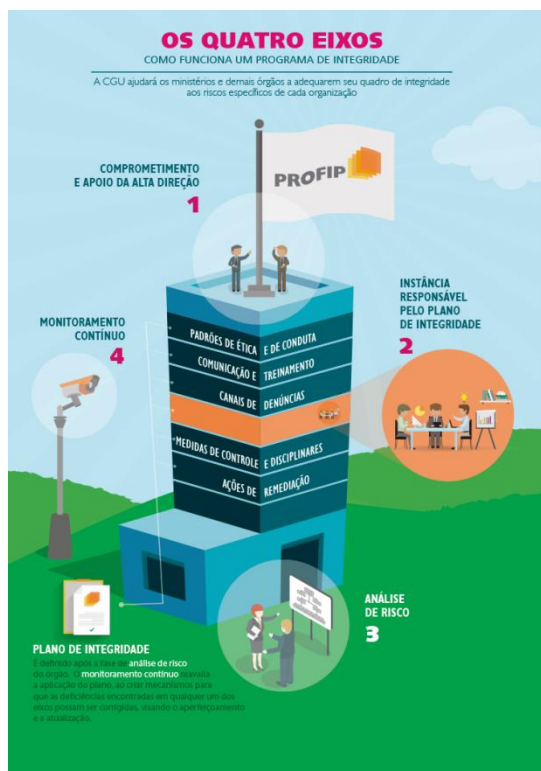 OS QUATRO EIXOS
COMO FUNCIONA UM PROGRAMA DE INTEGRIDADE
A CGU ajudará os ministérios e demais órgãos a adequarem seu quadro de integridade
aos riscos específicos de cada organização
PROFIP
COMPROMETIMENTO
E APOIO DA ALTA DIREÇÃO
1
INSTÂNCIA
RESPONSÁVEL
PELO PLANO
DE INTEGRIDADE
2
MONITORAMENTO
CONTÍNUO
4
PADRÕES DE ÉTICA E DE CONDUTA
COMUNICAÇÃO E TREINAMENTO
CANAIS DE DENÚNCIAS
MEDIDAS DE CONTROLE E DISCIPLINARES
AÇÕES DE REMEDIAÇÃO
ANÁLISE
DE RISCO
3
PLANO DE INTEGRIDADE
É definido após a fase de análise de risco
do órgão. O monitoramento contínuo reavalia
a aplicação do plano, ao criar mecanismos para
que as deficiências encontradas em qualquer um dos
eixos possam ser corrigidas, visando o aperfeiçoamento
e a atualização.